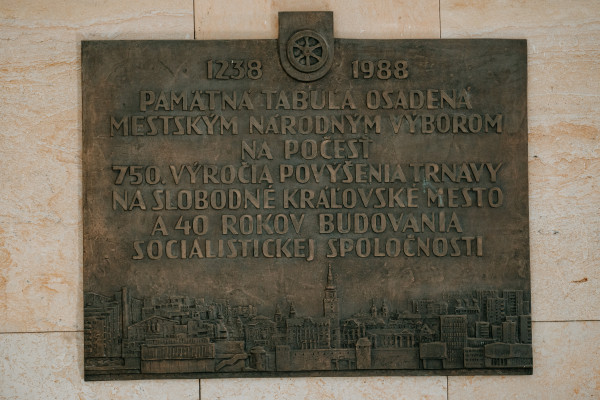 1238 1988
PAMÄTNÁ TABUĽA OSADENÁ
MESTSKÝM NÁRODNÝM VÝBOROM
NA POČESŤ
750. VÝROČIA POVÝŠENIA TRNAVY
NA SLOBODNÉ KRÁĽOVSKÉ MESTO
A 40 ROKOV BUDOVANIA
SOCIALISTICKEJ SPOLOČNOSTI